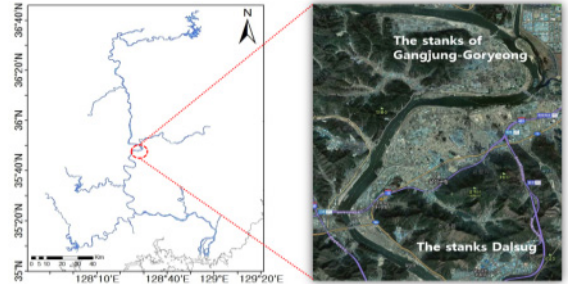 N
36°40'N
36°20'N
36°N
35°40'N
35°20'N
35°N
128°10'E
128°40'E
129°E
129°20'E
0 5 10 20 30 40
Km
The stanks of
Gangjung-Goryeong
The stanks Dalsug